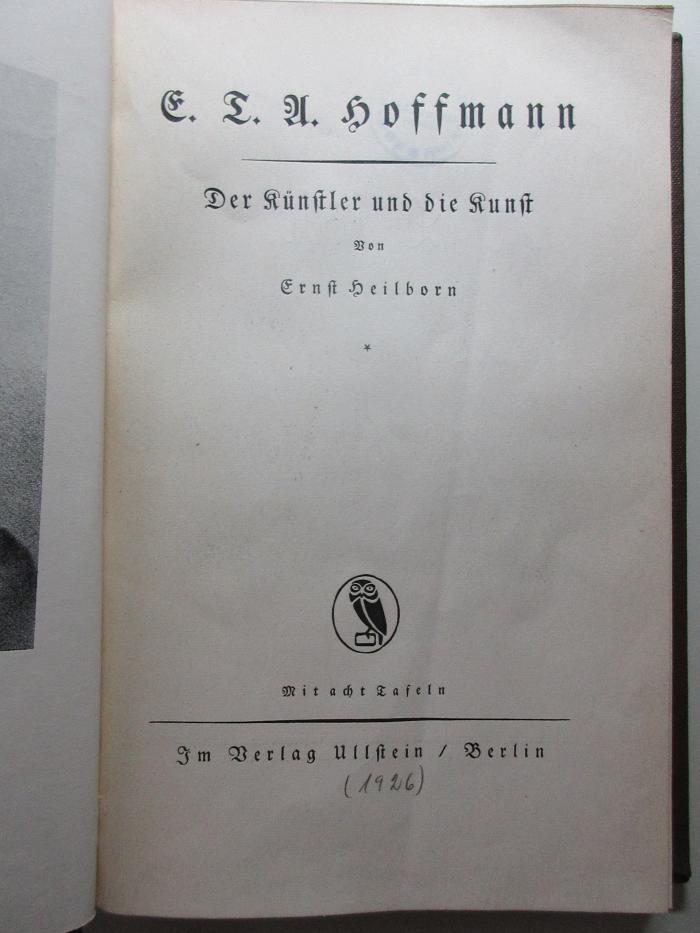 E. T. A. Hoffmann
Der Künstler und die Kunst
Von
Ernst Heilborn
*
Mit acht Tafeln
Im Verlag Ullstein / Berlin
(1926)